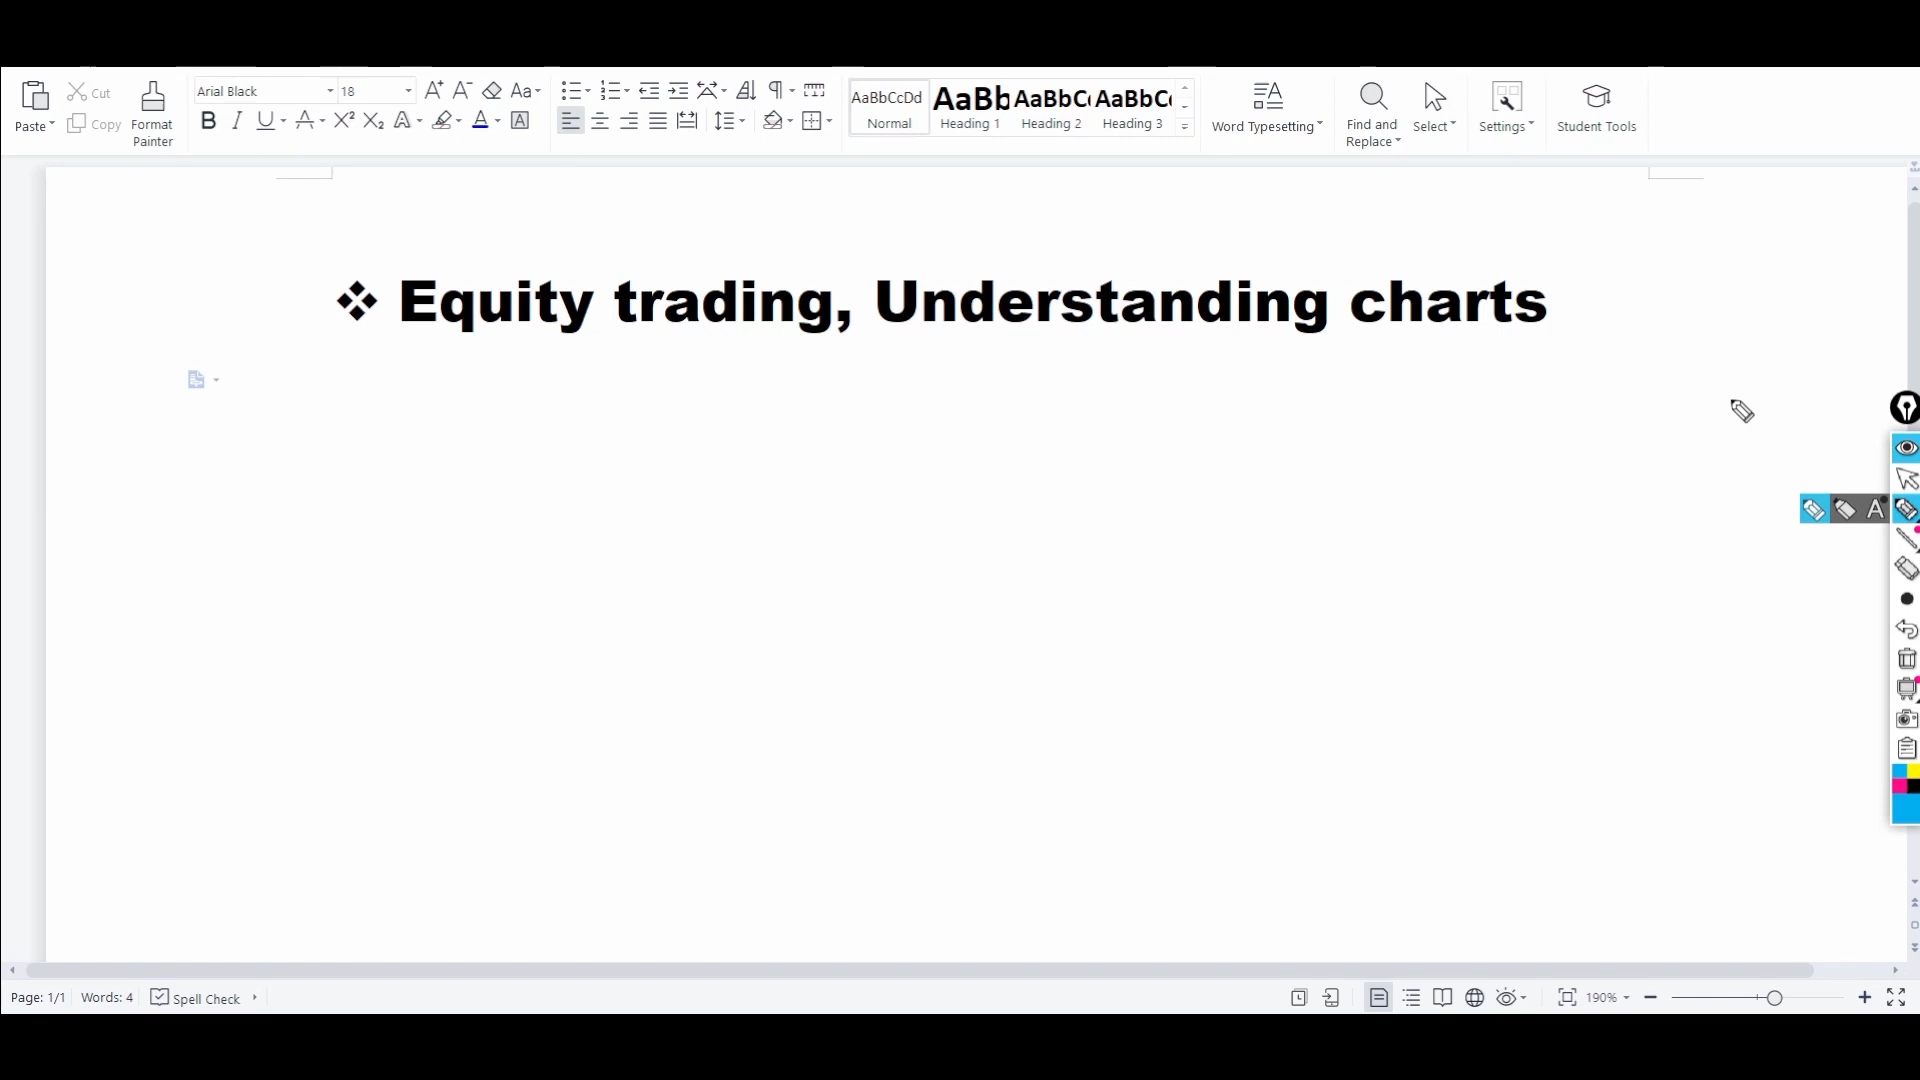 Cut
Copy
Paste
Format
Painter
Arial Black
18
AaBbCcDd
Normal
AaBb
Heading 1
AaBbC
Heading 2
AaBbC
Heading 3
Word Typesetting
Find and
Replace
Select
Settings
Student Tools
❖ Equity trading, Understanding charts
A
Page: 1/1
Words: 4
Spell Check
190%